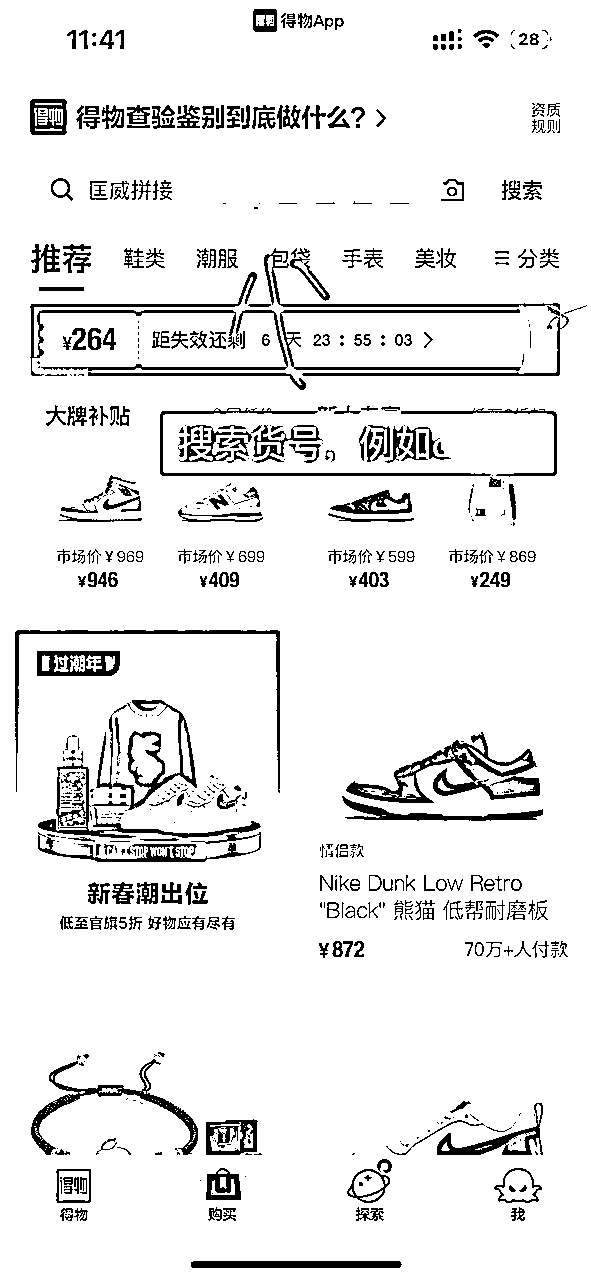 得物App
11:41
28
得物 得物查验鉴别到底做什么? >
资质
规则
匡威拼接 搜索
推荐 鞋类 潮服 包袋 手表 美妆 分类
¥264 距失效还剩 6 天 23 : 55 : 03 >
大牌补贴
搜索货号。例如
市场价¥969 市场价¥699 市场价¥599 市场价¥869
¥946 ¥409 ¥403 ¥249
过潮年
新春潮出位
低至官旗5折 好物应有尽有
情侣款
Nike Dunk Low Retro
"Black" 熊猫 低帮耐磨板
¥872 70万+人付款
得物 购买 探索 我